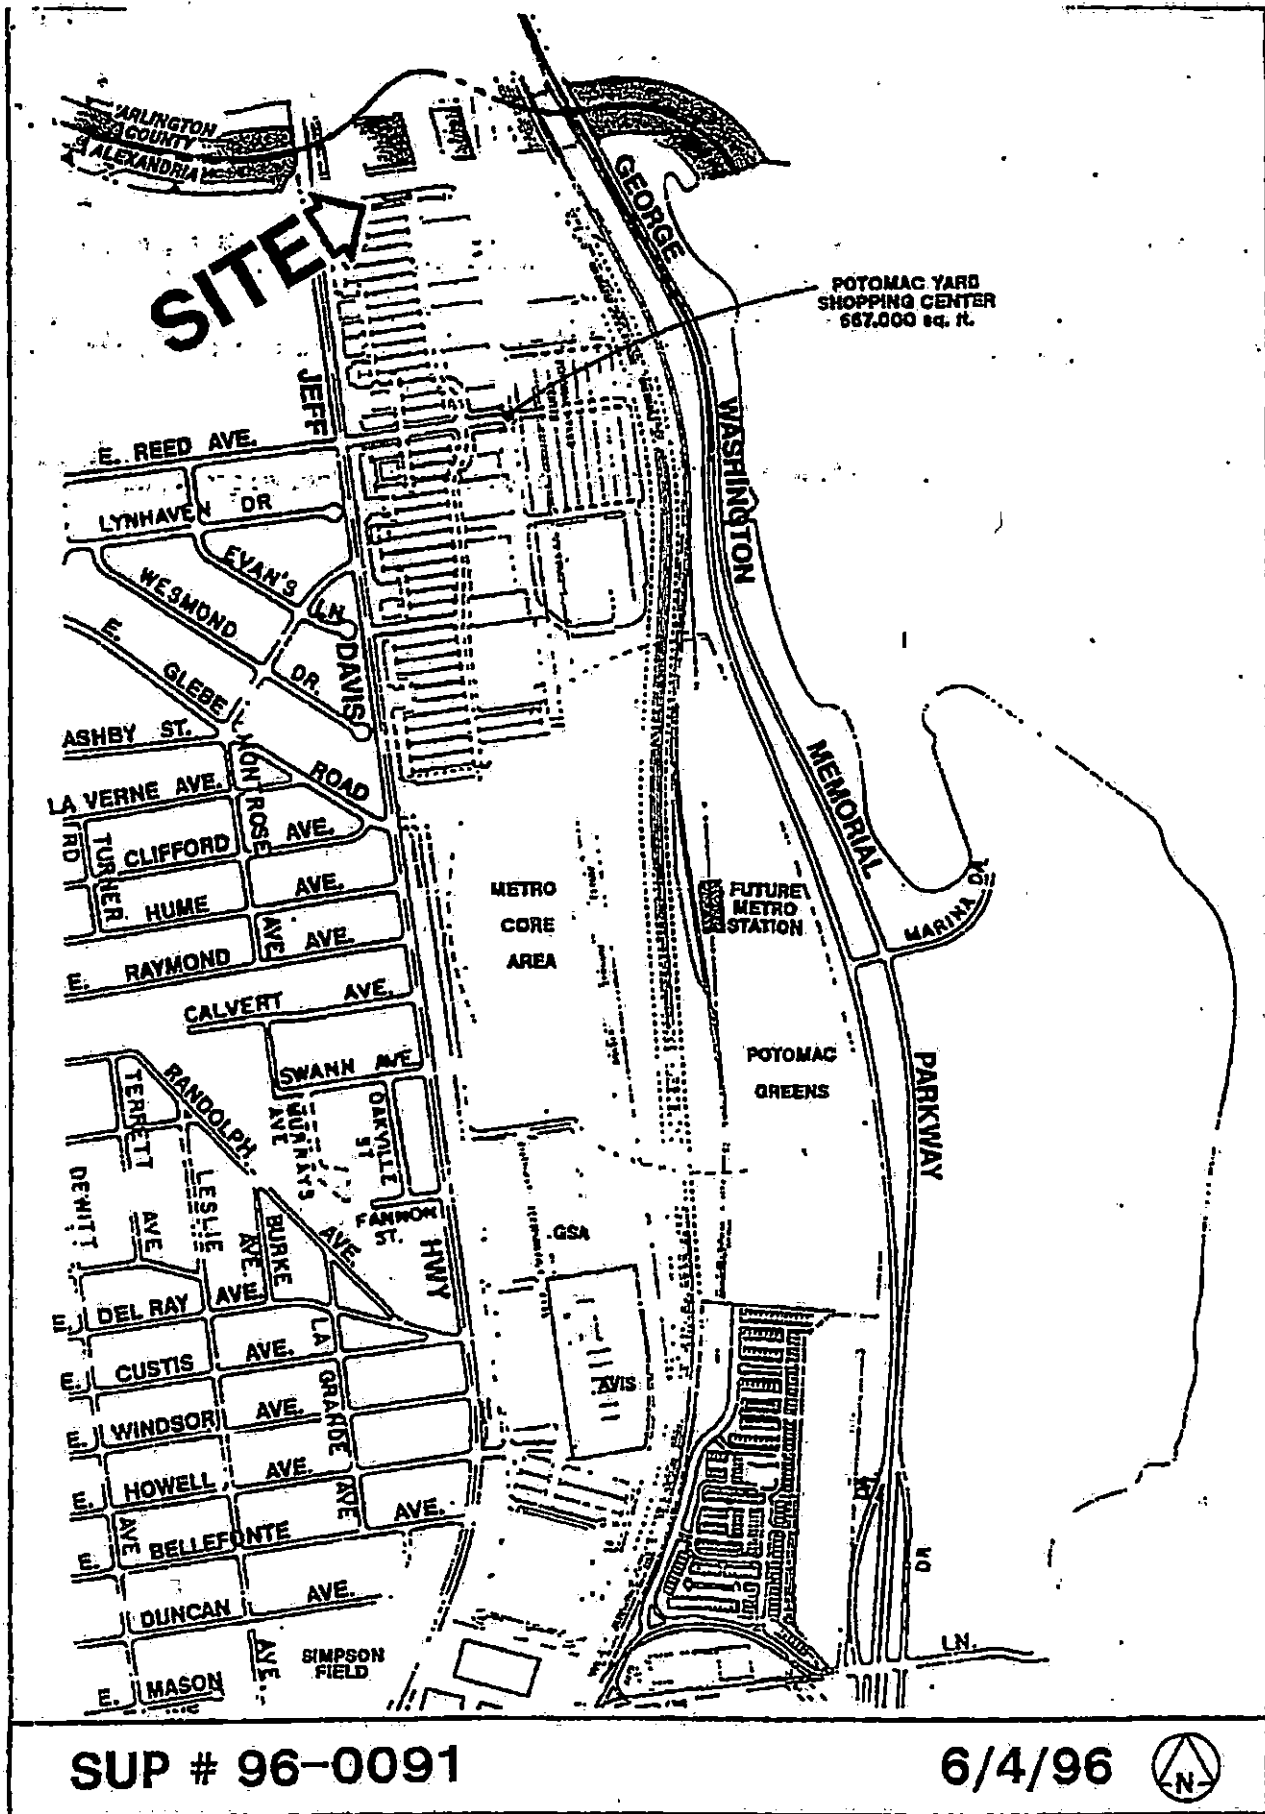 ARLINGTON
COUNTY
ALEXANDRIA
SITE
GEORGE
WASHINGTON
MEMORIAL
PARKWAY
POTOMAC YARD
SHOPPING CENTER
667,000 sq. ft.
JEFF
DAVIS
HWY
E. REED AVE.
LYNHAVEN DR
EVAN'S
LN
WESMOND
DR.
E. GLEBE
ROAD
ASHBY ST.
MONTROSE
AVE.
LA VERNE AVE.
RD
TURNER
CLIFFORD AVE.
HUME AVE.
E. RAYMOND AVE.
CALVERT AVE.
SWANN AVE
METRO
CORE
AREA
FUTURE
METRO
STATION
MARINA DR.
POTOMAC
GREENS
RANDOLPH
AVE.
TERRETT
AVE
MURRAYS
AVE
OAKVILLE
ST
DEWITT
AVE
LESLIE
AVE.
BURKE
AVE.
FANNON
ST.
GSA
E. DEL RAY AVE.
LA GRANDE AVE
E. CUSTIS AVE.
AVIS
E. WINDSOR AVE.
E. HOWELL AVE.
E. BELLEFONTE AVE.
DUNCAN AVE.
DR
LN.
AVE.
SIMPSON
FIELD
E. MASON
SUP # 96-0091
6/4/96
N